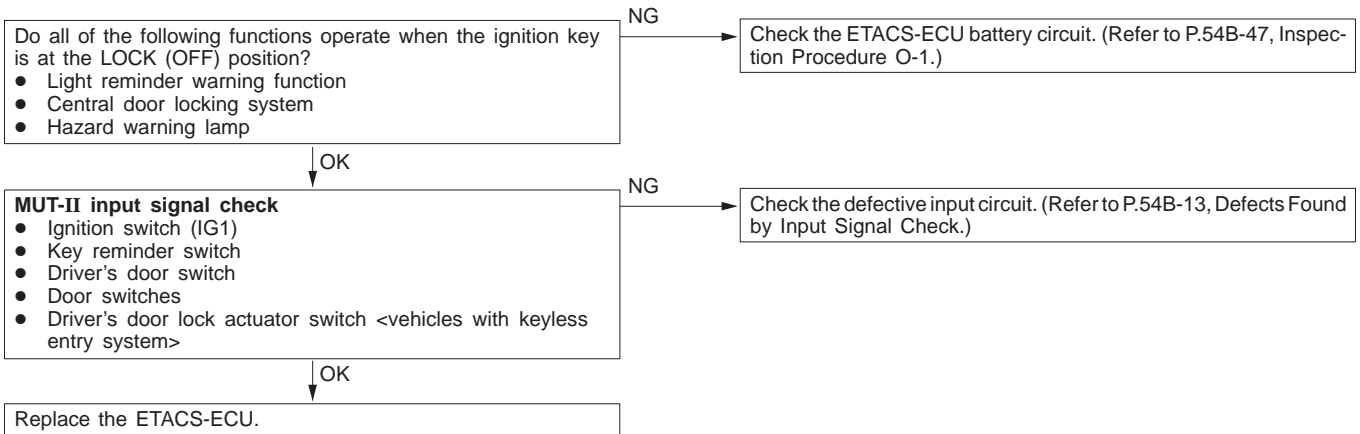 Do all of the following functions operate when the ignition key
is at the LOCK (OFF) position?
● Light reminder warning function
● Central door locking system
● Hazard warning lamp
NG
Check the ETACS-ECU battery circuit. (Refer to P.54B-47, Inspec-
tion Procedure O-1.)
OK
MUT-II input signal check
● Ignition switch (IG1)
● Key reminder switch
● Driver's door switch
● Door switches
● Driver's door lock actuator switch <vehicles with keyless
entry system>
NG
Check the defective input circuit. (Refer to P.54B-13, Defects Found
by Input Signal Check.)
OK
Replace the ETACS-ECU.